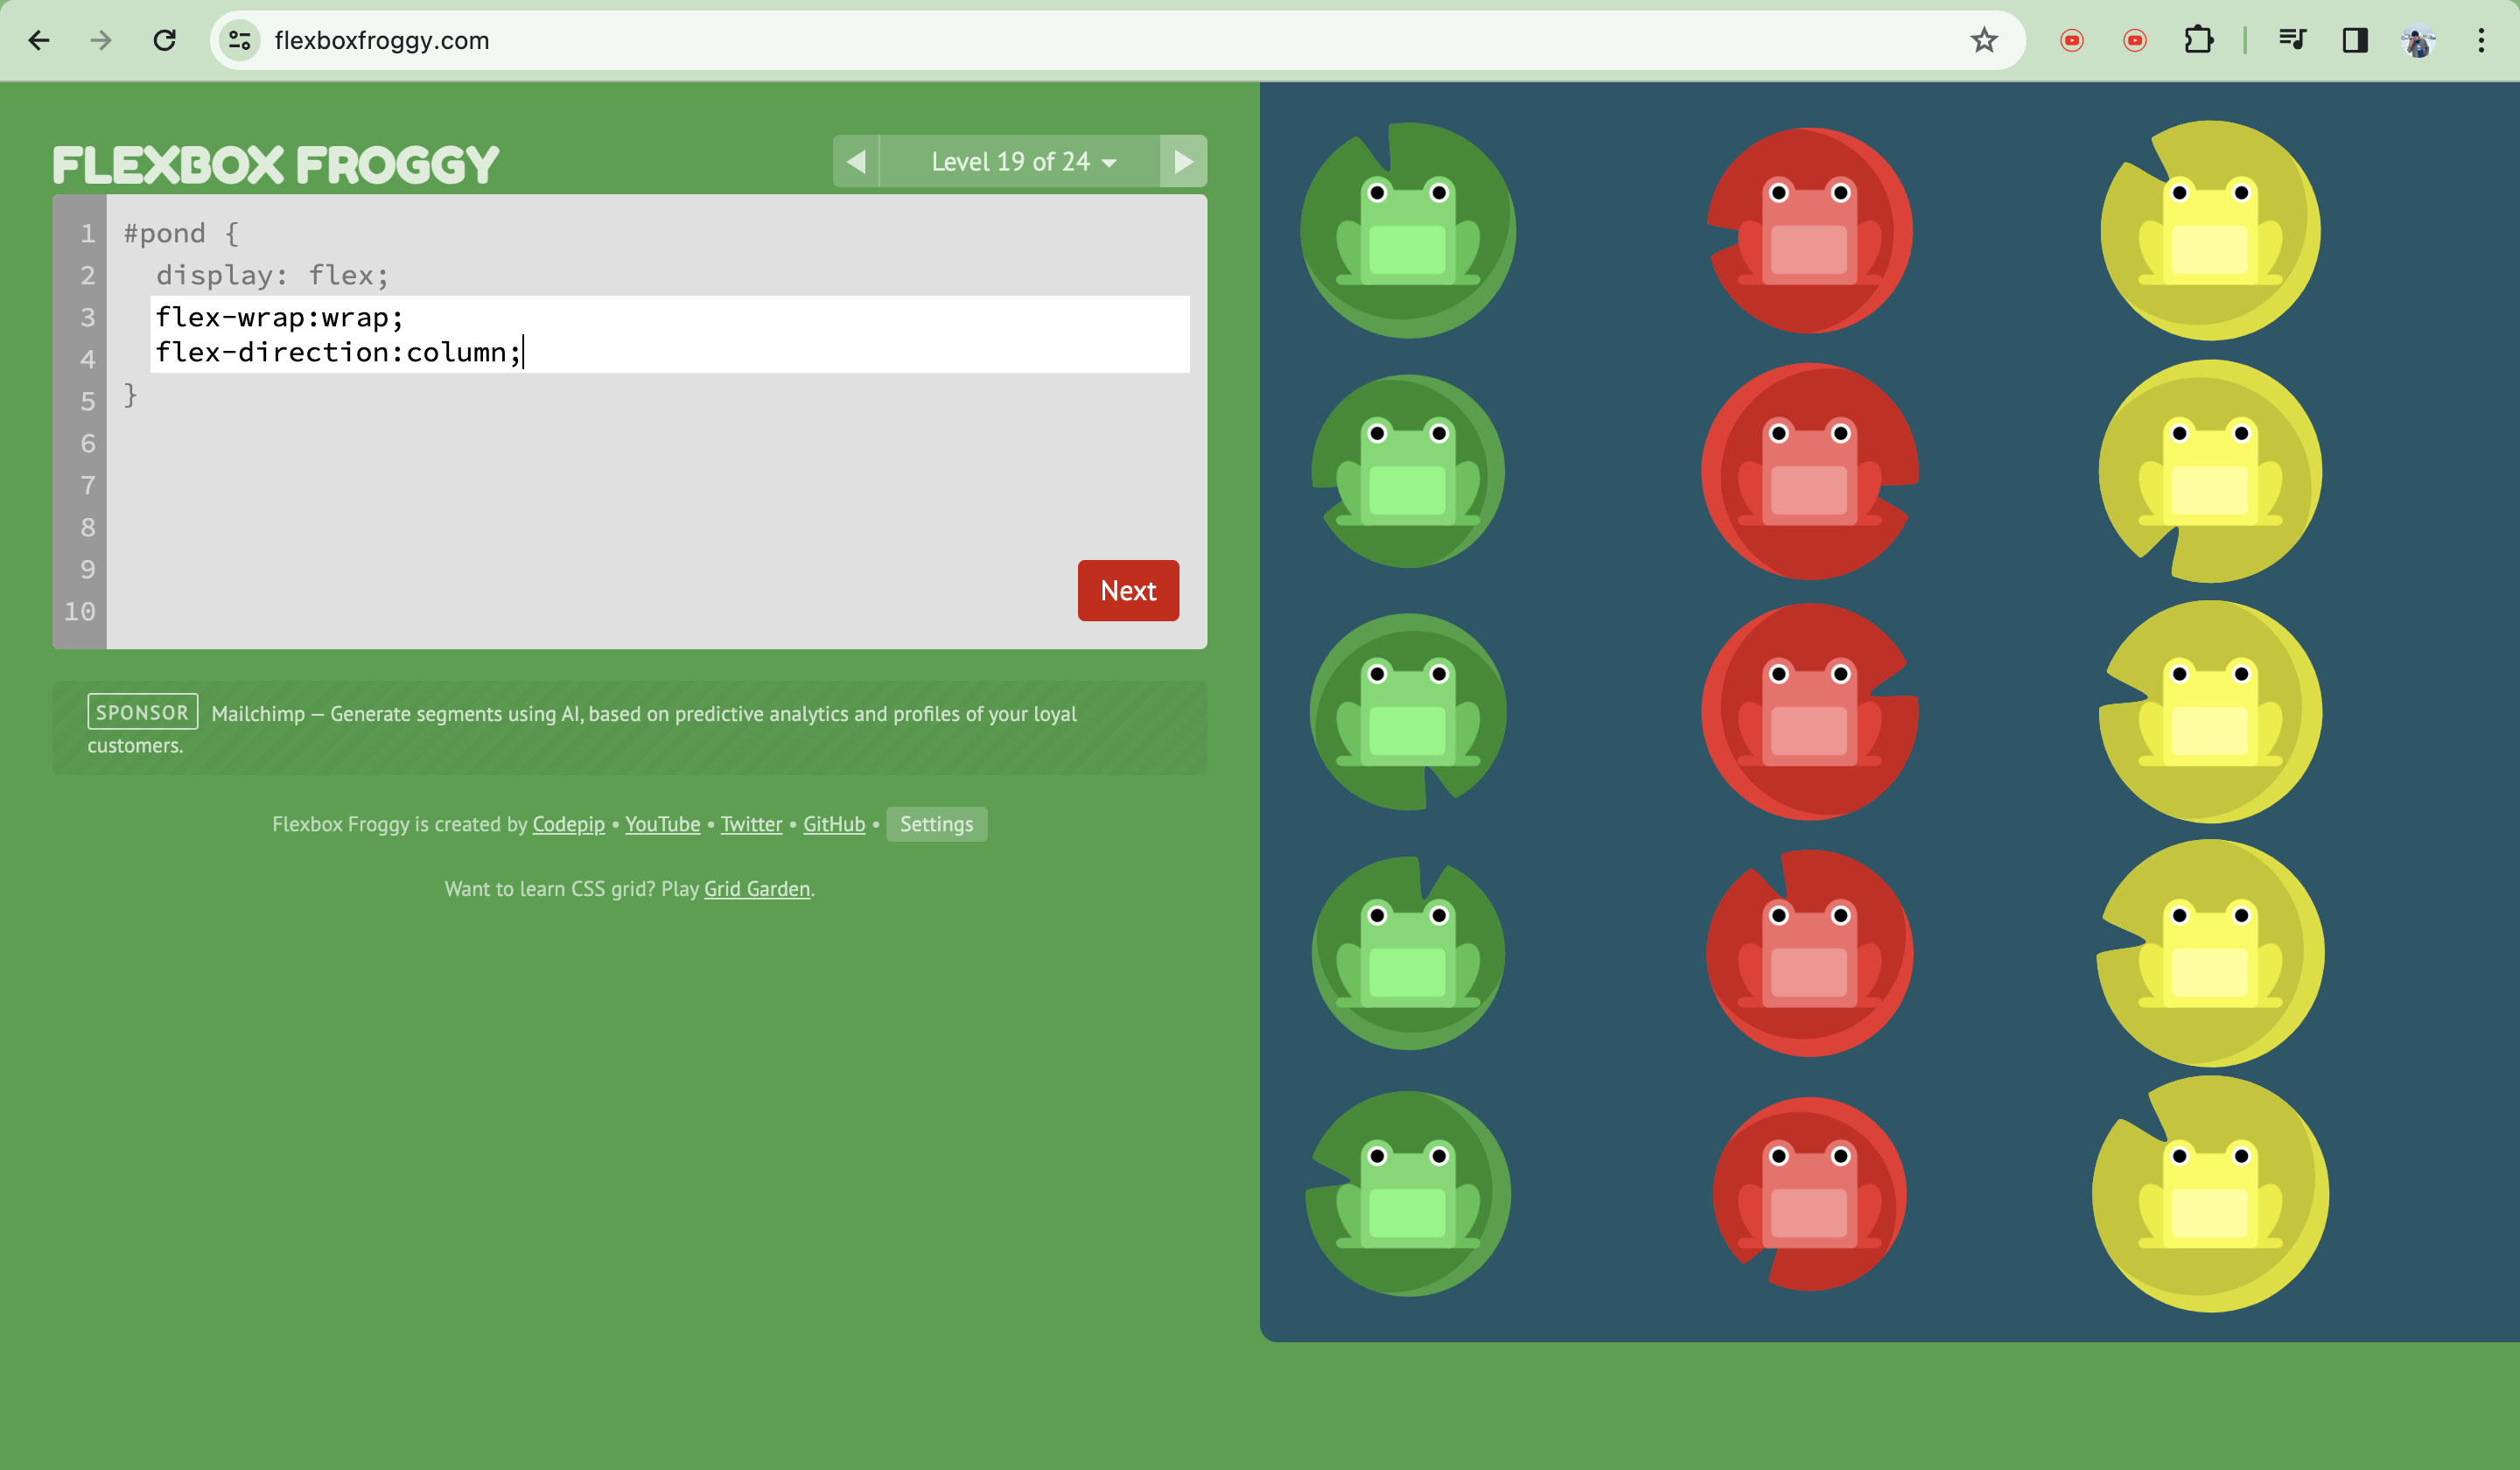 flexboxfroggy.com
FLEXBOX FROGGY
Level 19 of 24
1 #pond {
2 display: flex;
3 flex-wrap:wrap;
4 flex-direction:column;
5 }
6
7
8
9
10
Next
SPONSOR Mailchimp — Generate segments using AI, based on predictive analytics and profiles of your loyal
customers.
Flexbox Froggy is created by Codepip • YouTube • Twitter • GitHub • Settings
Want to learn CSS grid? Play Grid Garden.